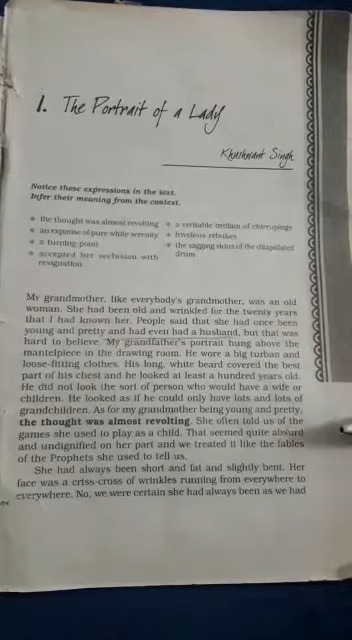 1. The Portrait of a Lady
Khushwant Singh
Notice these expressions in the text.
Infer their meaning from the context.
the thought was almost revolting
an expanse of pure white serenity
a turning-point
accepted her seclusion with
resignation
a veritable bedlam of chirrupings
frivolous rebukes
the sagging skins of the dilapidated
drum
My grandmother, like everybody's grandmother, was an old
woman. She had been old and wrinkled for the twenty years
that I had known her. People said that she had once been
young and pretty and had even had a husband, but that was
hard to believe. My grandfather's portrait hung above the
mantelpiece in the drawing room. He wore a big turban and
loose-fitting clothes. His long, white beard covered the best
part of his chest and he looked at least a hundred years old.
He did not look the sort of person who would have a wife or
children. He looked as if he could only have lots and lots of
grandchildren. As for my grandmother being young and pretty,
the thought was almost revolting. She often told us of the
games she used to play as a child. That seemed quite absurd
and undignified on her part and we treated it like the fables
of the Prophets she used to tell us.
She had always been short and fat and slightly bent. Her
face was a criss-cross of wrinkles running from everywhere to
everywhere. No, we were certain she had always been as we had